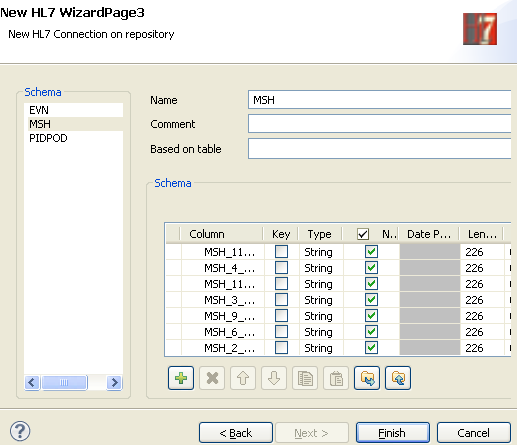 New HL7 WizardPage3
New HL7 Connection on repository
Schema
EVN
MSH
PIDPOD
Name MSH
Comment
Based on table
Schema
Column Key Type N.. Date P... Len...
MSH_11... String 226
MSH_4_... String 226
MSH_11... String 226
MSH_3_... String 226
MSH_9_... String 226
MSH_6_... String 226
MSH_2_... String 226
? < Back Next > Finish Cancel